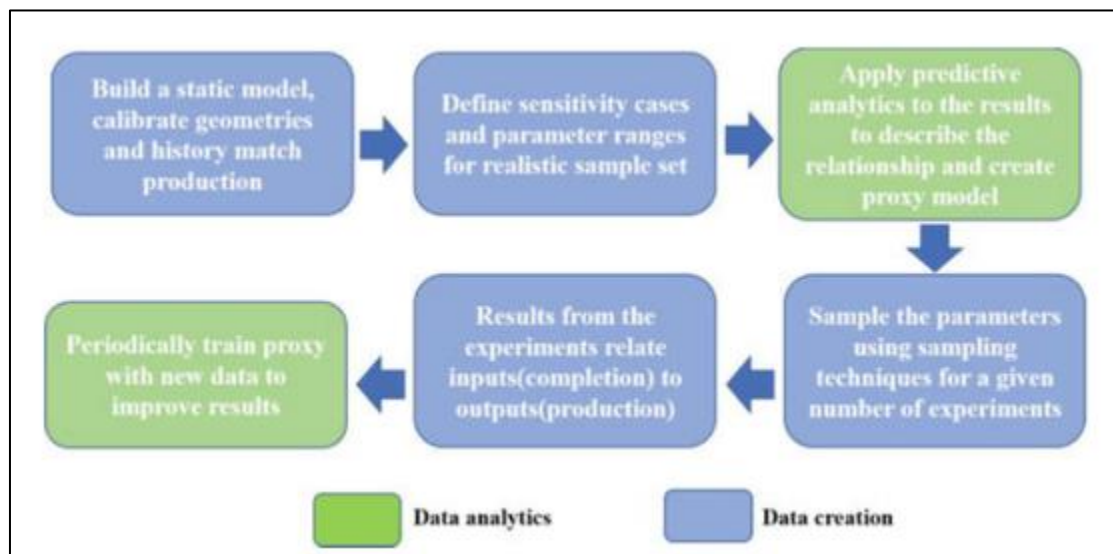 Build a static model,
calibrate geometries
and history match
production
Define sensitivity cases
and parameter ranges
for realistic sample set
Apply predictive
analytics to the results
to describe the
relationship and create
proxy model
Sample the parameters
using sampling
techniques for a given
number of experiments
Results from the
experiments relate
inputs(completion) to
outputs(production)
Periodically train proxy
with new data to
improve results
Data analytics
Data creation